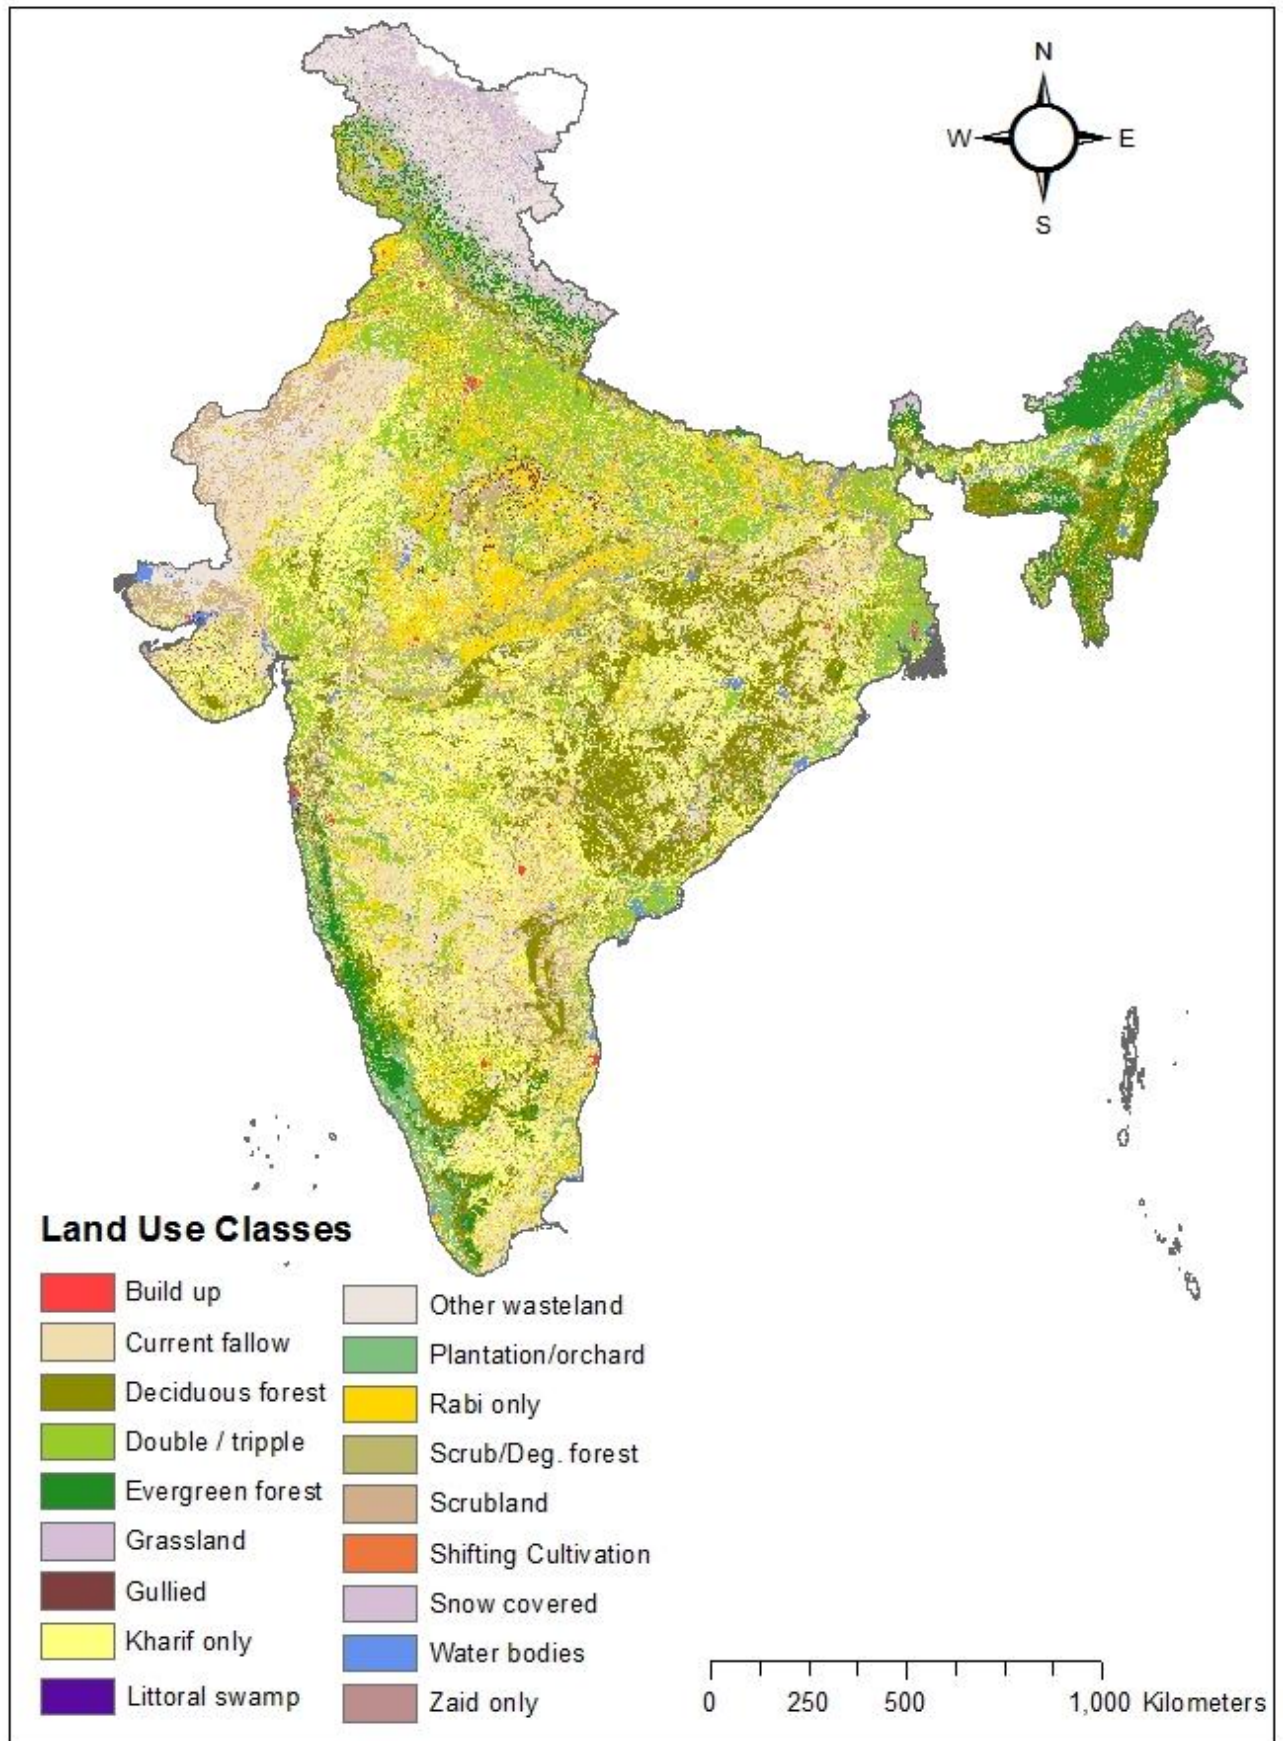 N
W E
S
Land Use Classes
Build up
Current fallow
Deciduous forest
Double / tripple
Evergreen forest
Grassland
Gullied
Kharif only
Littoral swamp
Other wasteland
Plantation/orchard
Rabi only
Scrub/Deg. forest
Scrubland
Shifting Cultivation
Snow covered
Water bodies
Zaid only
0 250 500 1,000 Kilometers